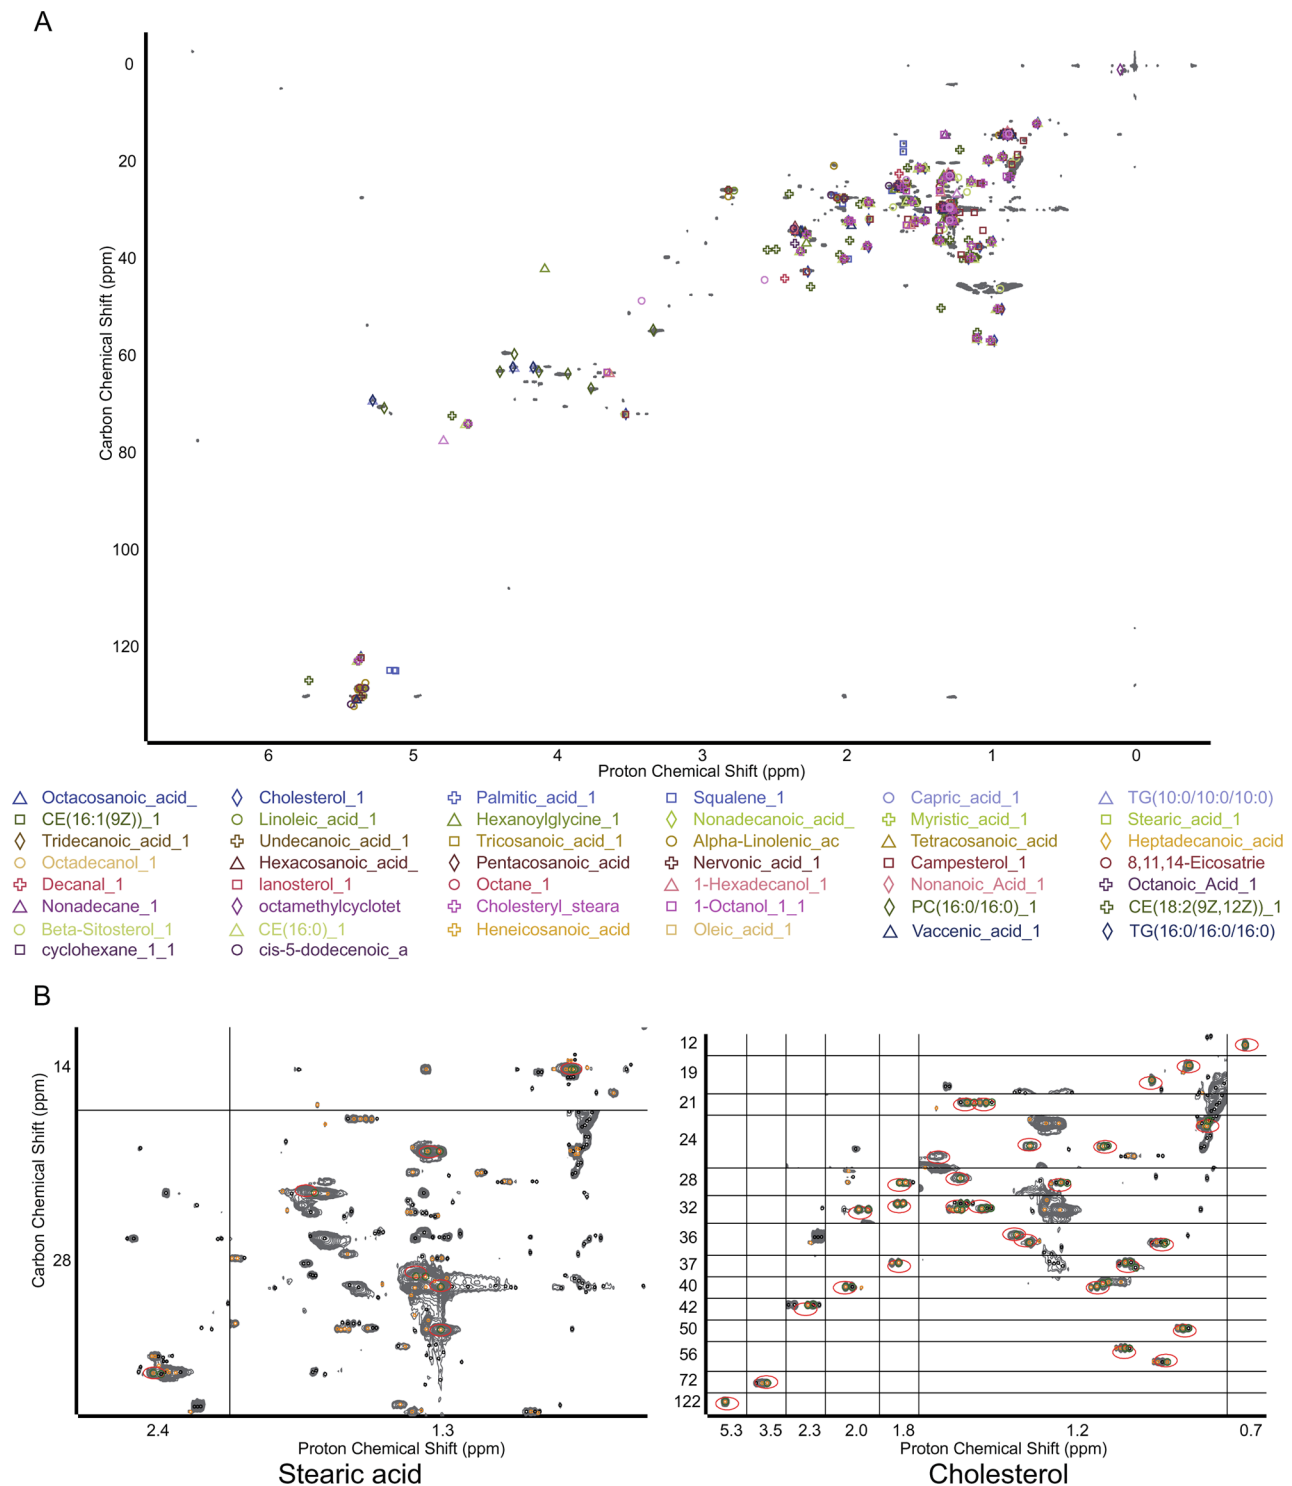 A
Carbon Chemical Shift (ppm)
0
20
40
60
80
100
120
6 5 4 3 2 1 0
Proton Chemical Shift (ppm)
Octacosanoic_acid_ Cholesterol_1 Palmitic_acid_1 Squalene_1 Capric_acid_1 TG(10:0/10:0/10:0)
CE(16:1(9Z))_1 Linoleic_acid_1 Hexanoylglycine_1 Nonadecanoic_acid_ Myristic_acid_1 Stearic_acid_1
Tridecanoic_acid_1 Undecanoic_acid_1 Tricosanoic_acid_1 Alpha-Linolenic_ac Tetracosanoic_acid Heptadecanoic_acid
Octadecanol_1 Hexacosanoic_acid_ Pentacosanoic_acid Nervonic_acid_1 Campesterol_1 8,11,14-Eicosatrie
Decanal_1 lanosterol_1 Octane_1 1-Hexadecanol_1 Nonanoic_Acid_1 Octanoic_Acid_1
Nonadecane_1 octamethylcyclotet Cholesteryl_steara 1-Octanol_1_1 PC(16:0/16:0)_1 CE(18:2(9Z,12Z))_1
Beta-Sitosterol_1 CE(16:0)_1 Heneicosanoic_acid Oleic_acid_1 Vaccenic_acid_1 TG(16:0/16:0/16:0)
cyclohexane_1_1 cis-5-dodecenoic_a
B
Carbon Chemical Shift (ppm)
14
28
2.4 1.3
Proton Chemical Shift (ppm)
Stearic acid
12
19
21
24
28
32
36
37
40
42
50
56
72
122
5.3 3.5 2.3 2.0 1.8 1.2 0.7
Proton Chemical Shift (ppm)
Cholesterol